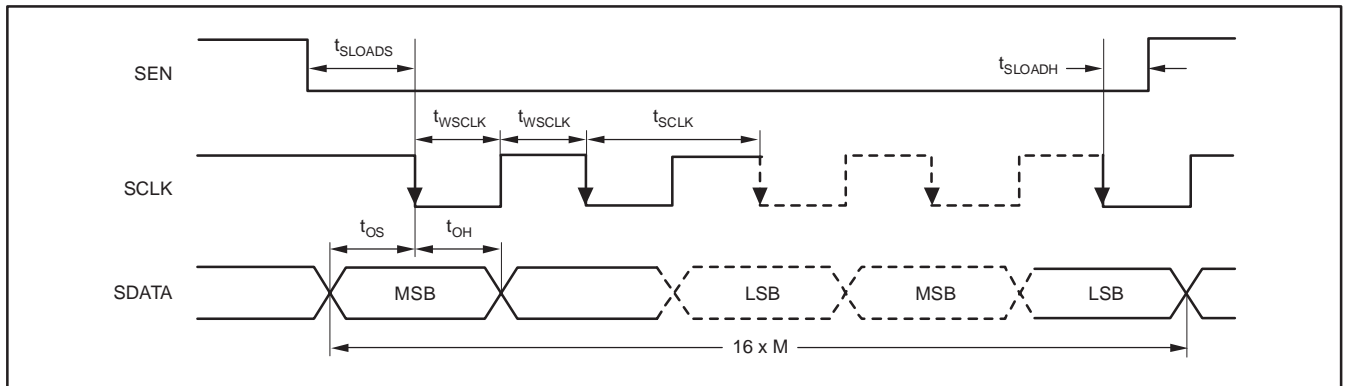 t_SLOADS
SEN
t_SLOADH
t_WSCLK t_WSCLK t_SCLK
SCLK
t_OS t_OH
SDATA MSB LSB MSB LSB
16 x M